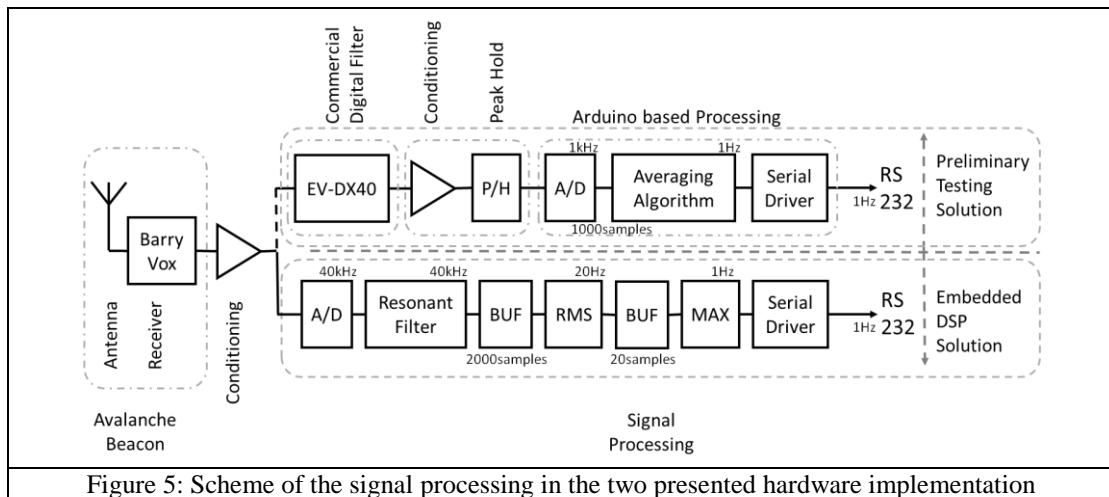 Commercial
Digital Filter
Conditioning
Peak Hold
Arduino based Processing
1kHz
1Hz
EV-DX40
P/H
A/D
Averaging
Algorithm
Serial
Driver
RS
232
1Hz
1000samples
Preliminary
Testing
Solution
Barry
Vox
Antenna
Receiver
Conditioning
40kHz
40kHz
20Hz
1Hz
A/D
Resonant
Filter
BUF
RMS
BUF
MAX
Serial
Driver
RS
232
1Hz
2000samples
20samples
Embedded
DSP
Solution
Avalanche
Beacon
Signal
Processing
Figure 5: Scheme of the signal processing in the two presented hardware implementation